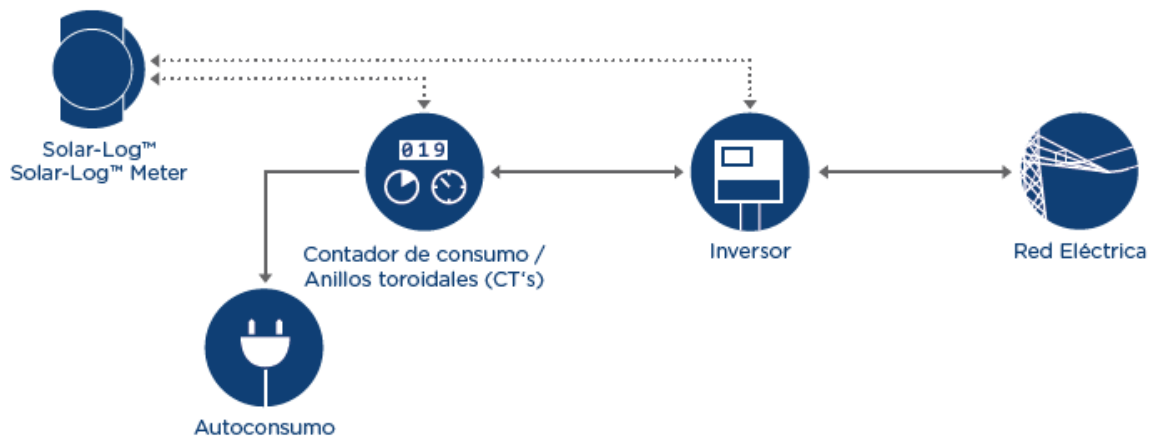 019
Solar-Log™
Solar-Log™ Meter
Contador de consumo /
Anillos toroidales (CT‘s)
Inversor
Red Eléctrica
Autoconsumo